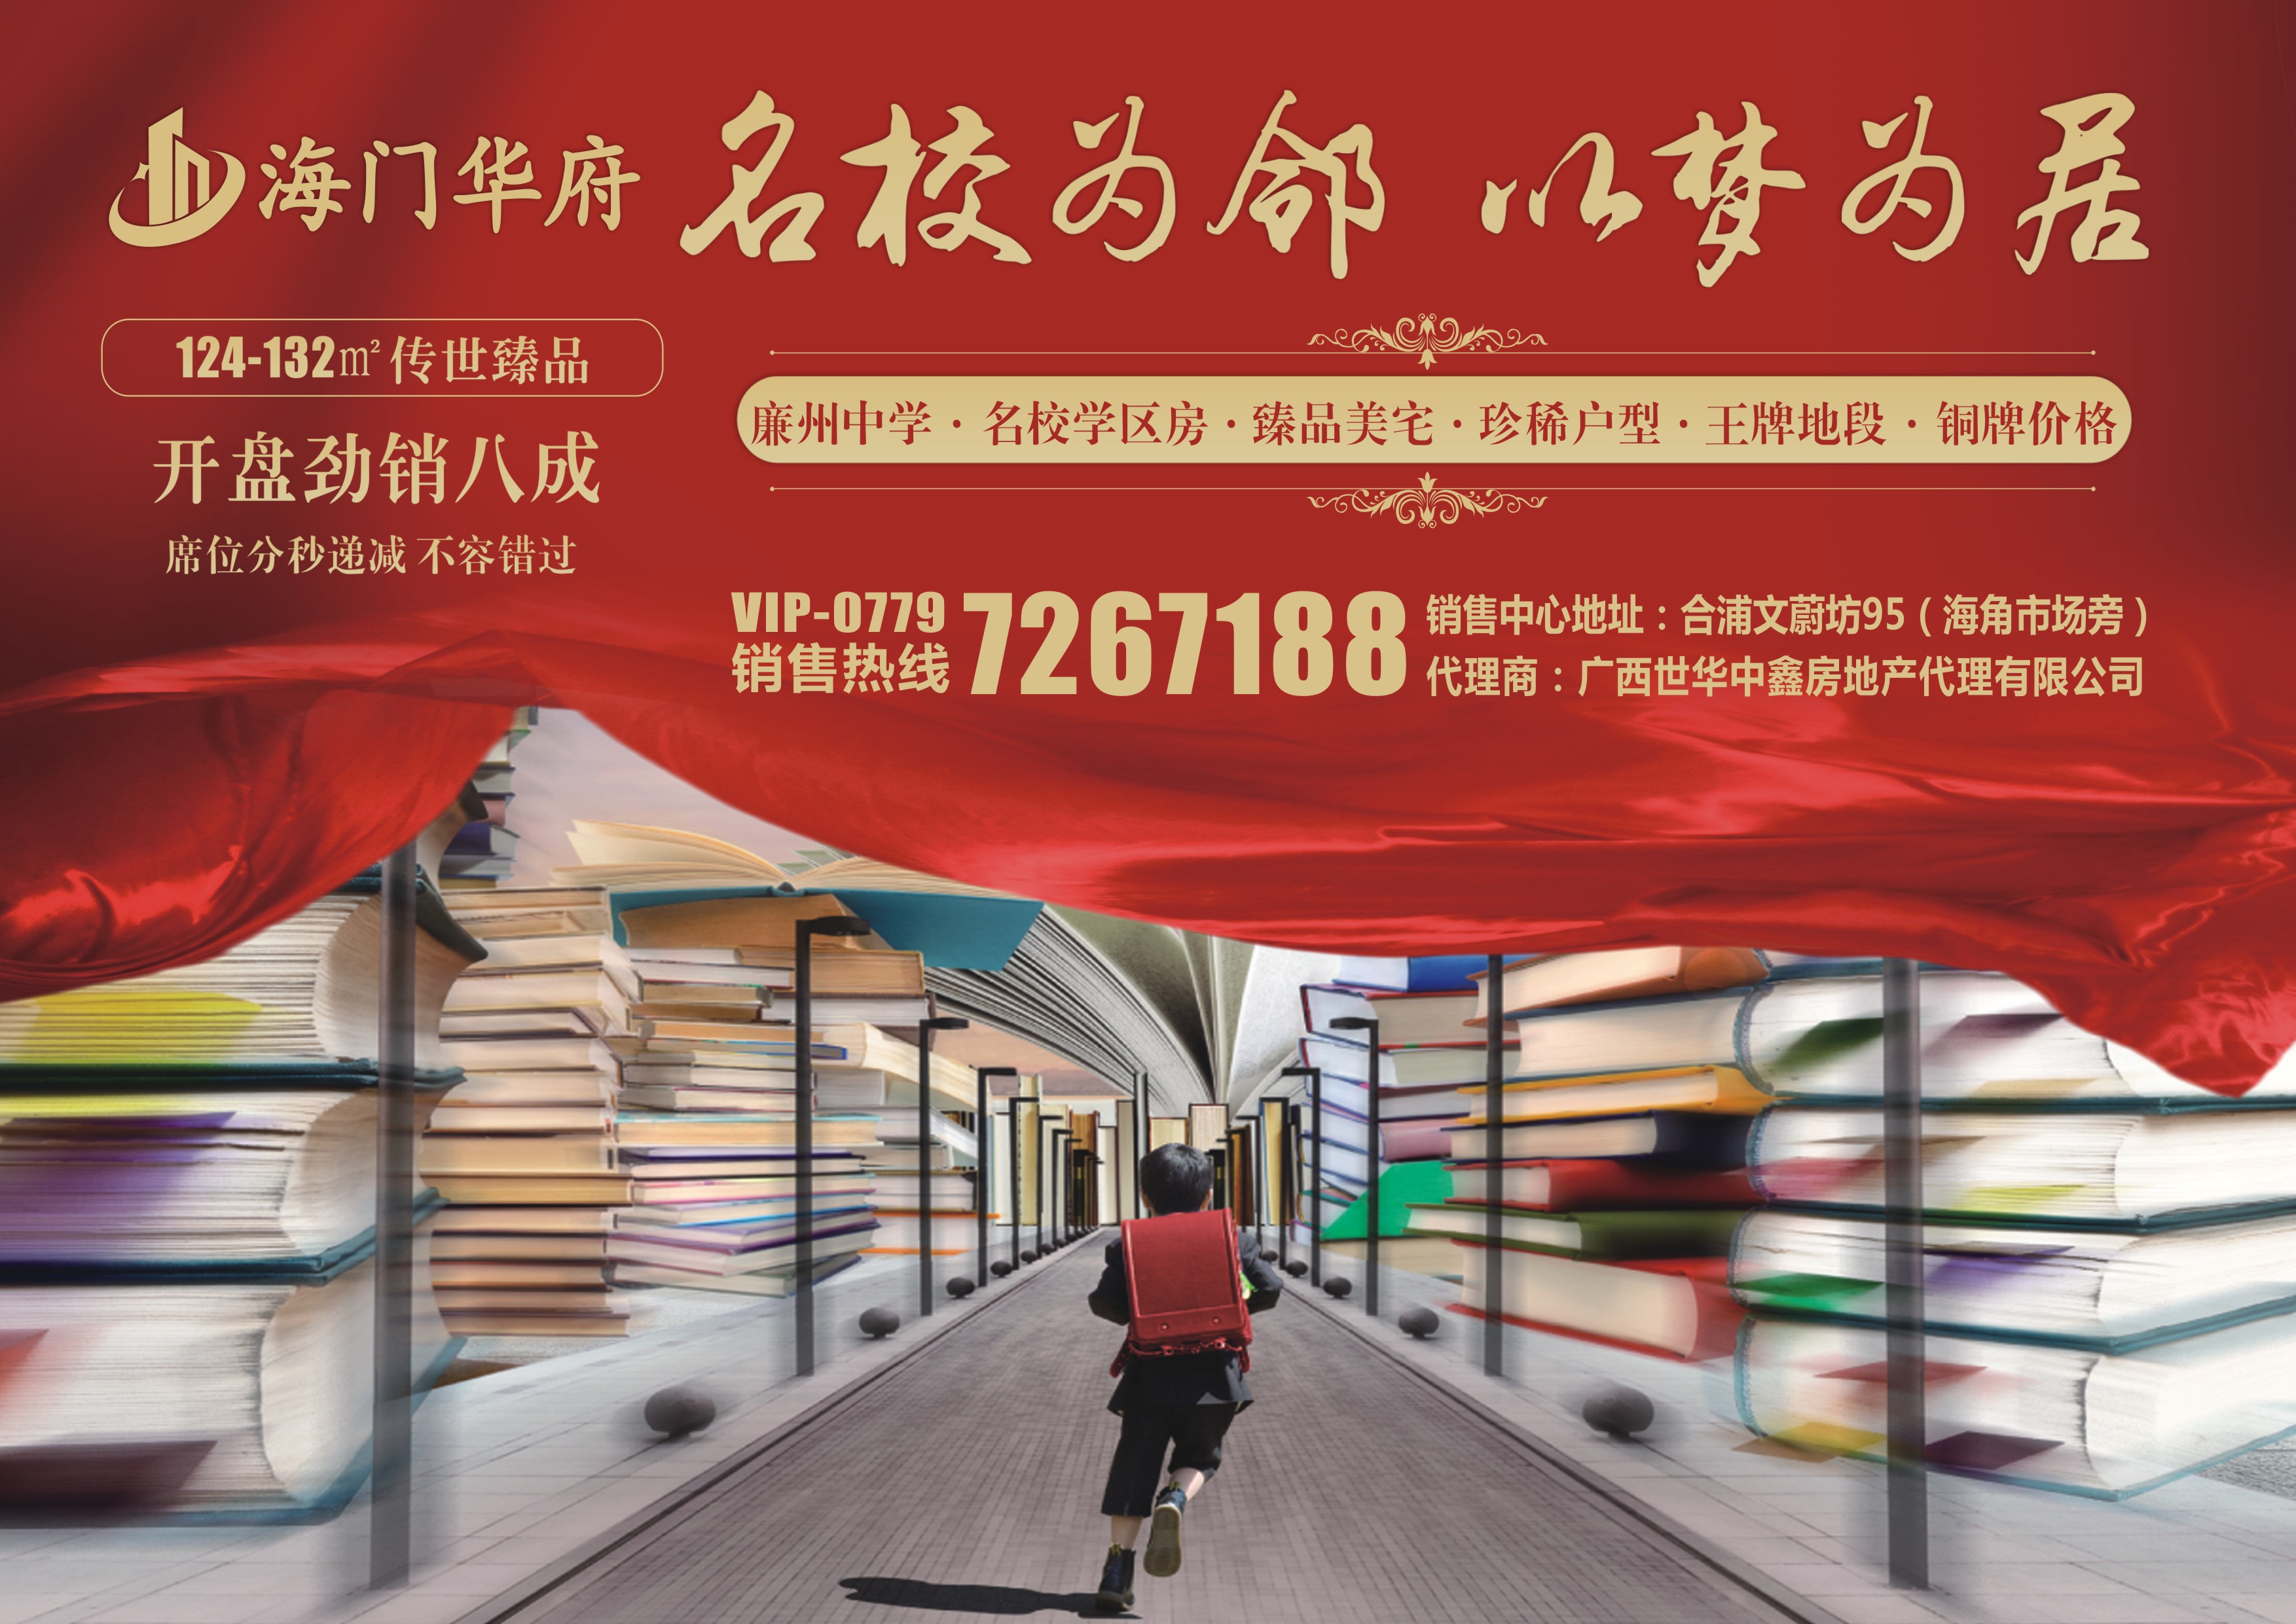 海门华府
名校为邻 以梦为居
124-132㎡传世臻品
开盘劲销八成
席位分秒递减 不容错过
廉州中学·名校学区房·臻品美宅·珍稀户型·王牌地段·铜牌价格
VIP-0779
销售热线
7267188
销售中心地址：合浦文蔚坊95（海角市场旁）
代理商：广西世华中鑫房地产代理有限公司